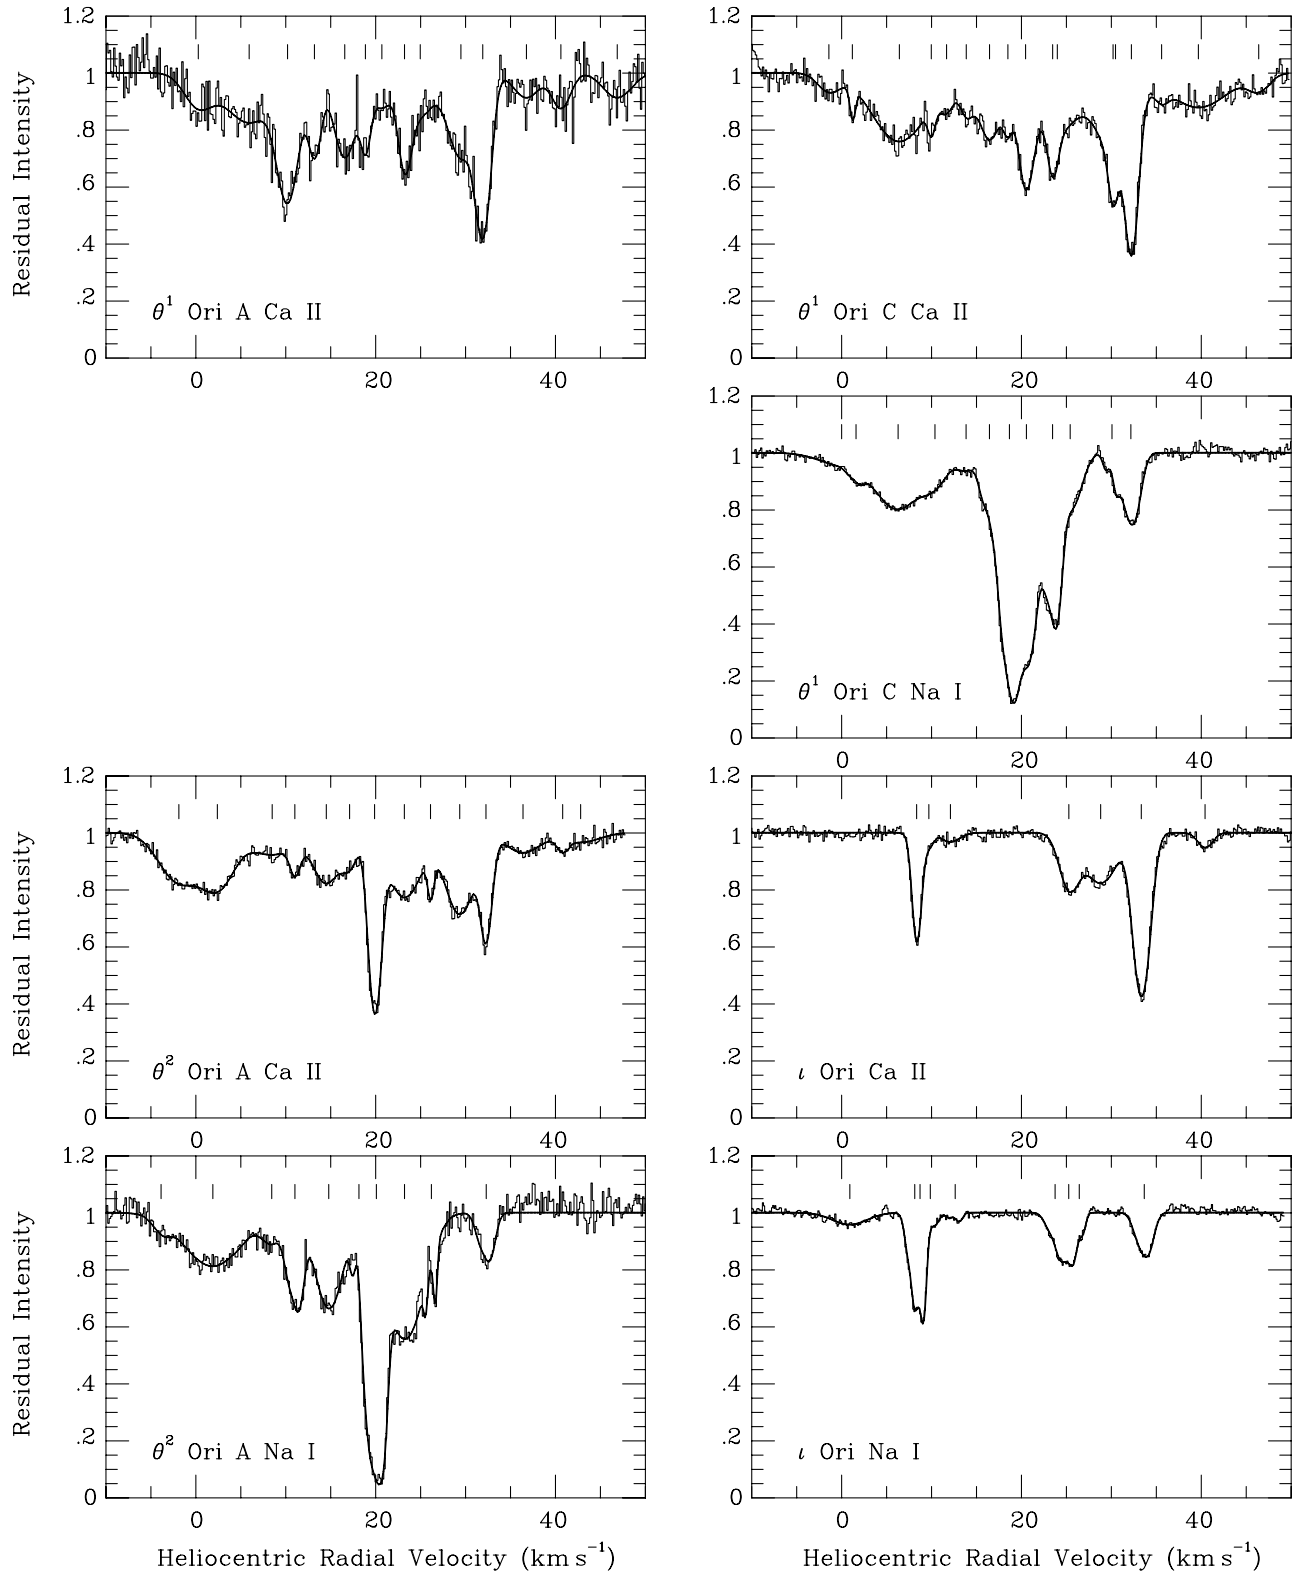 1.2
1
.8
.6
.4
.2
0
Residual Intensity
θ¹ Ori A Ca II
0 20 40
1.2
1
.8
.6
.4
.2
0
θ¹ Ori C Ca II
0 20 40
1.2
1
.8
.6
.4
.2
0
θ¹ Ori C Na I
0 20 40
1.2
1
.8
.6
.4
.2
0
Residual Intensity
θ² Ori A Ca II
0 20 40
1.2
1
.8
.6
.4
.2
0
ι Ori Ca II
0 20 40
1.2
1
.8
.6
.4
.2
0
Residual Intensity
θ² Ori A Na I
0 20 40
Heliocentric Radial Velocity (km s⁻¹)
1.2
1
.8
.6
.4
.2
0
ι Ori Na I
0 20 40
Heliocentric Radial Velocity (km s⁻¹)